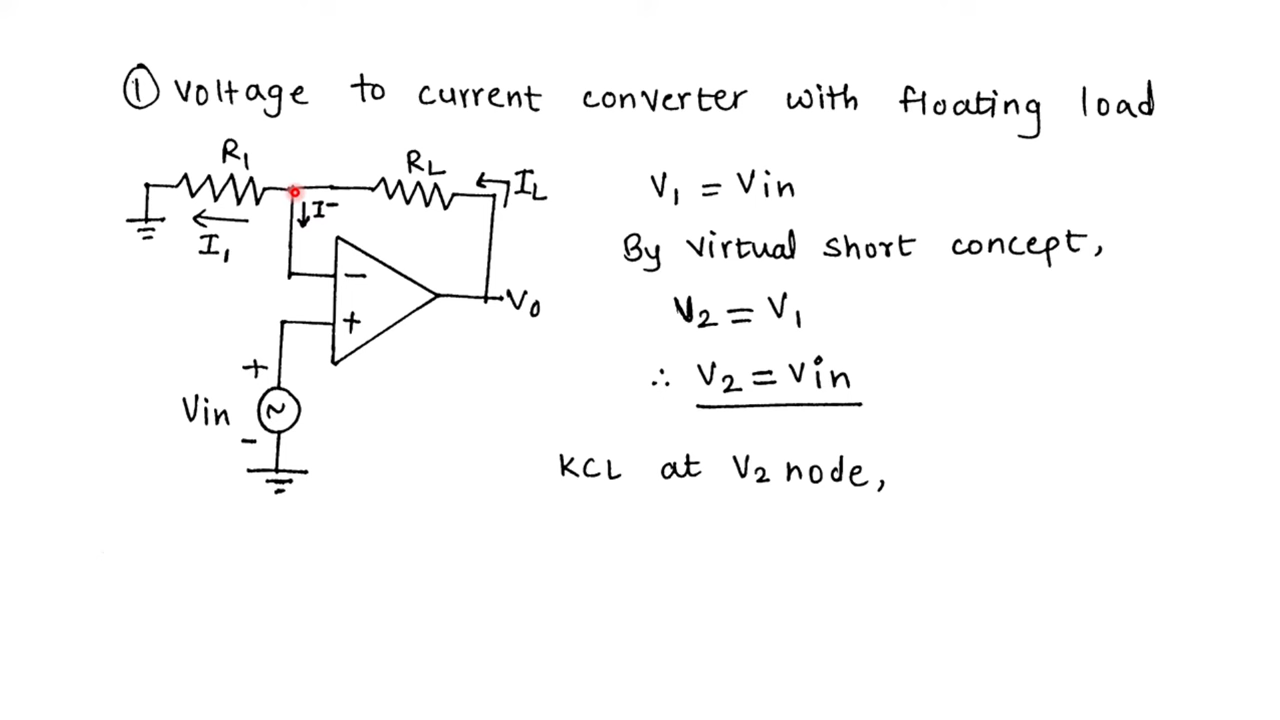 ① Voltage to current converter with floating load
R1
RL
IL
I-
I1
V1 = Vin
By virtual short concept,
-
+
Vo
V2 = V1
∴ V2 = Vin
+
Vin
~
-
KCL at V2 node,